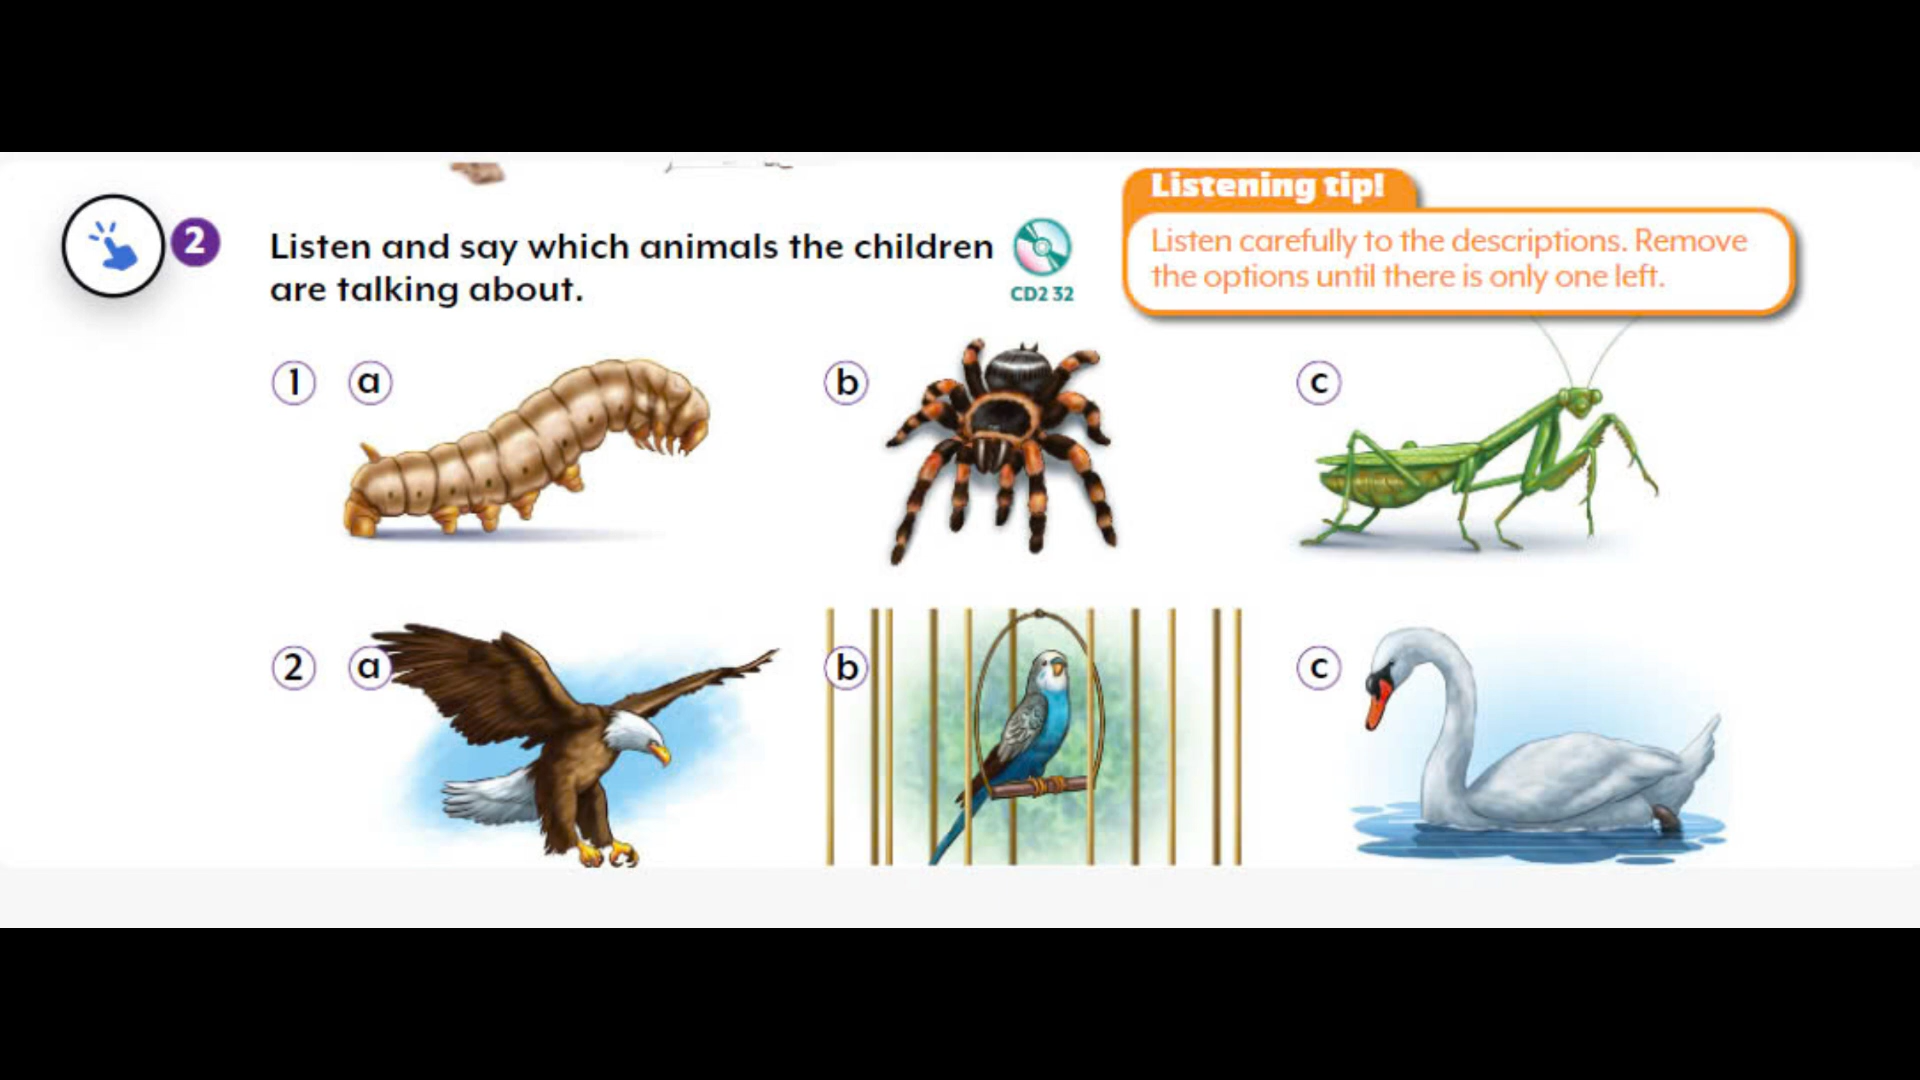 Listening tip!
2
Listen and say which animals the children
are talking about.
CD2 32
Listen carefully to the descriptions. Remove
the options until there is only one left.
1 a b c
2 a b c